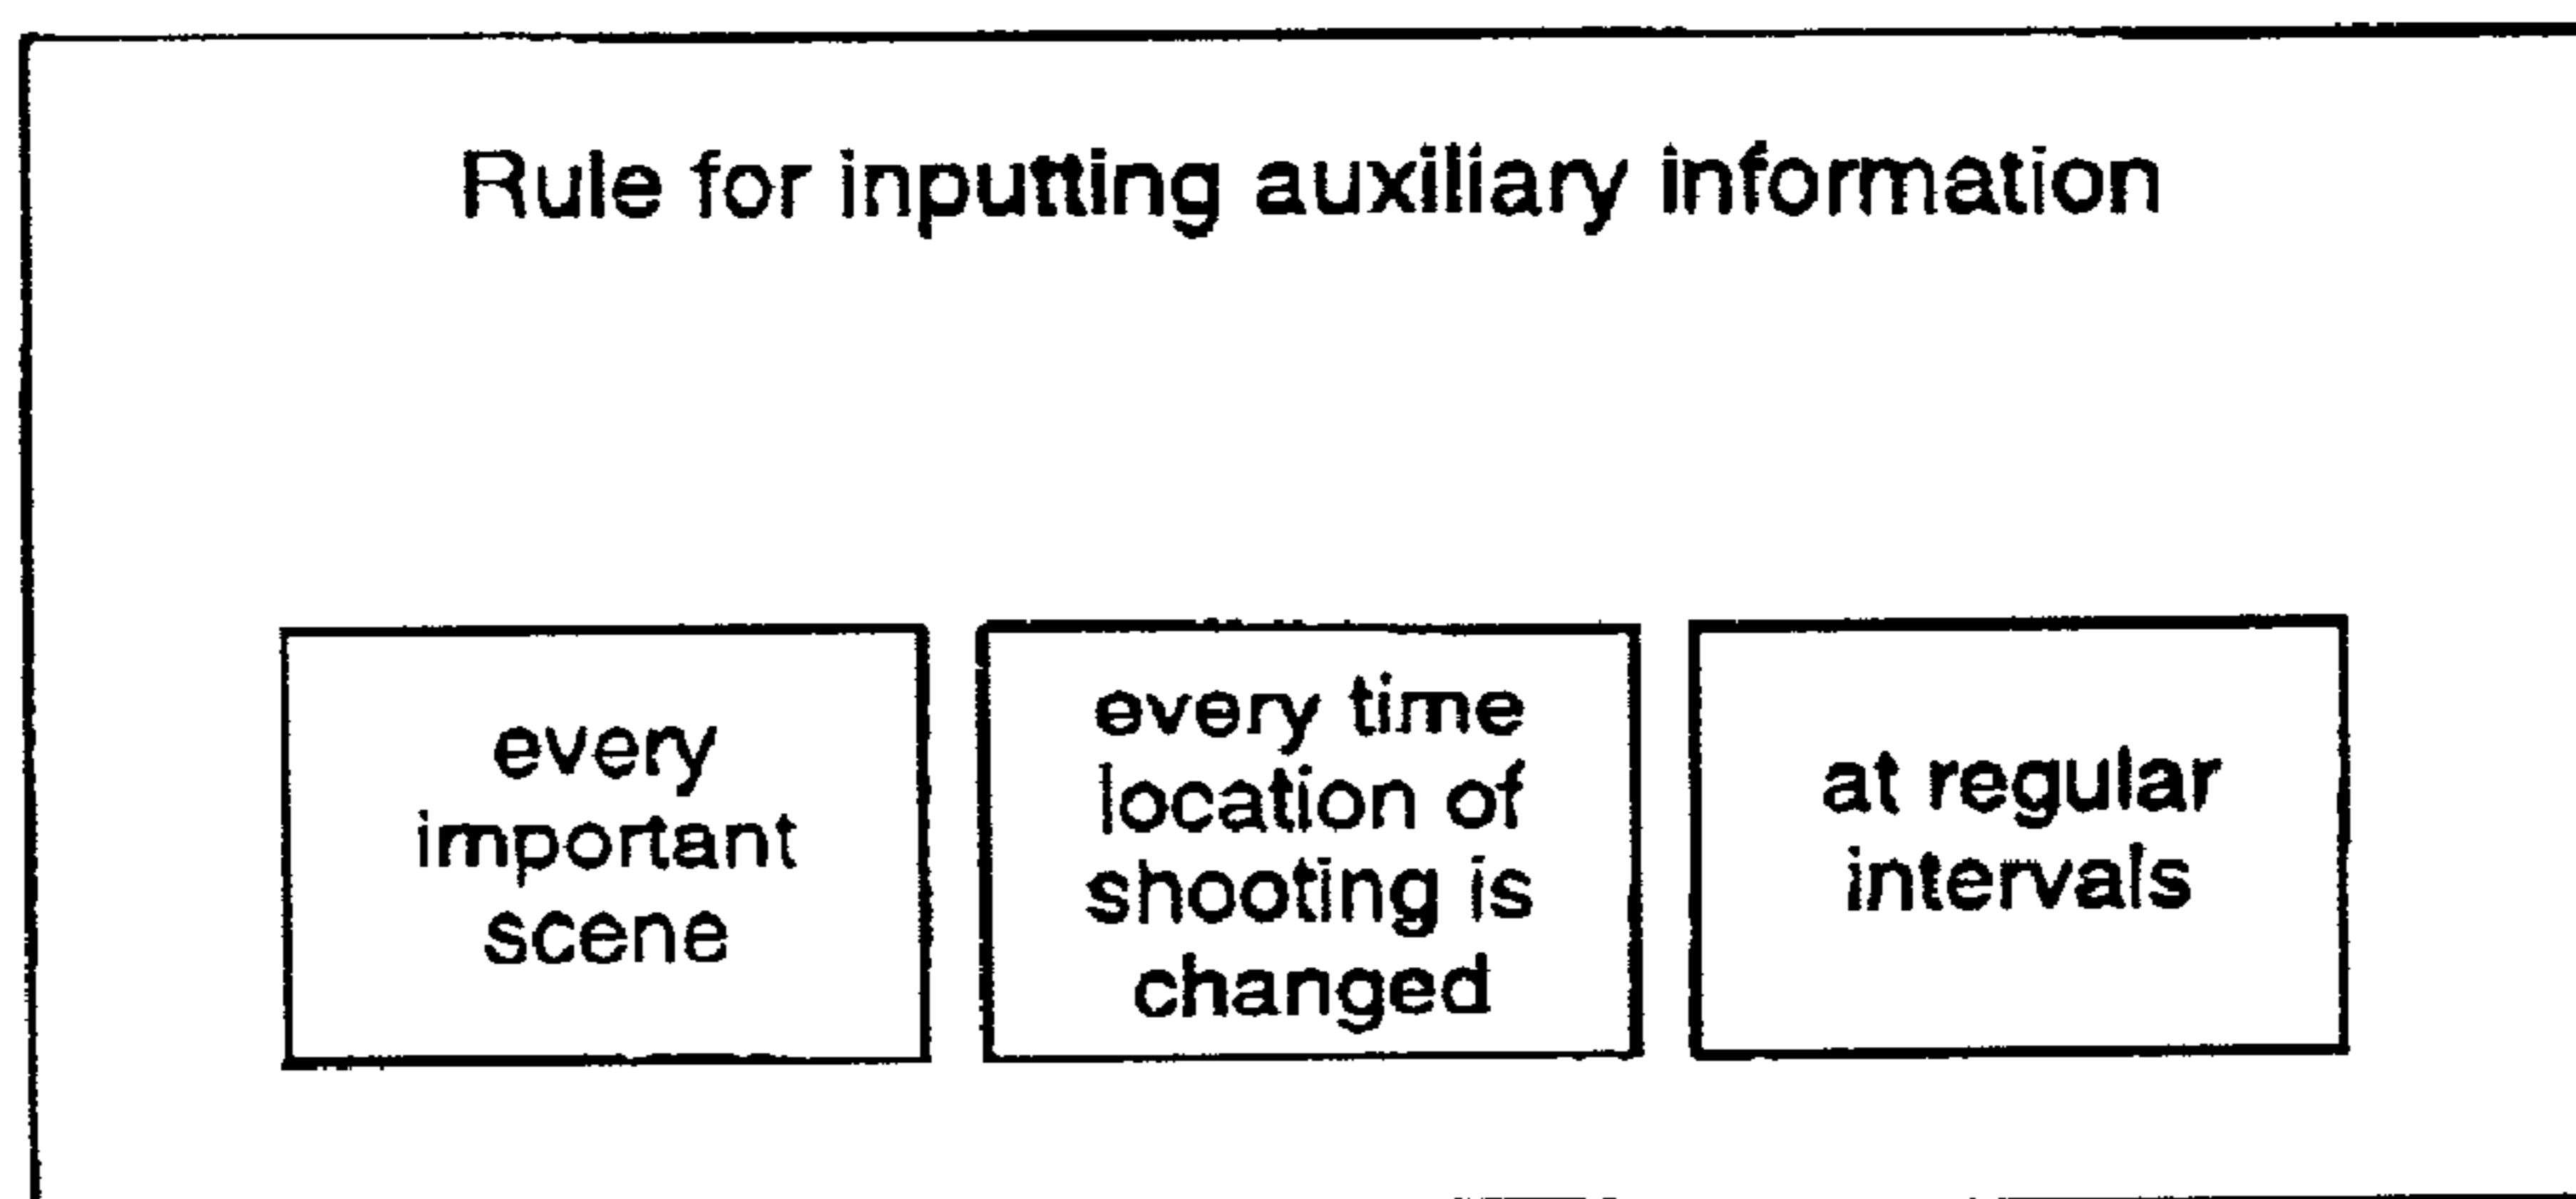 Rule for inputting auxiliary information
every
important
scene
every time
location of
shooting is
changed
at regular
intervals